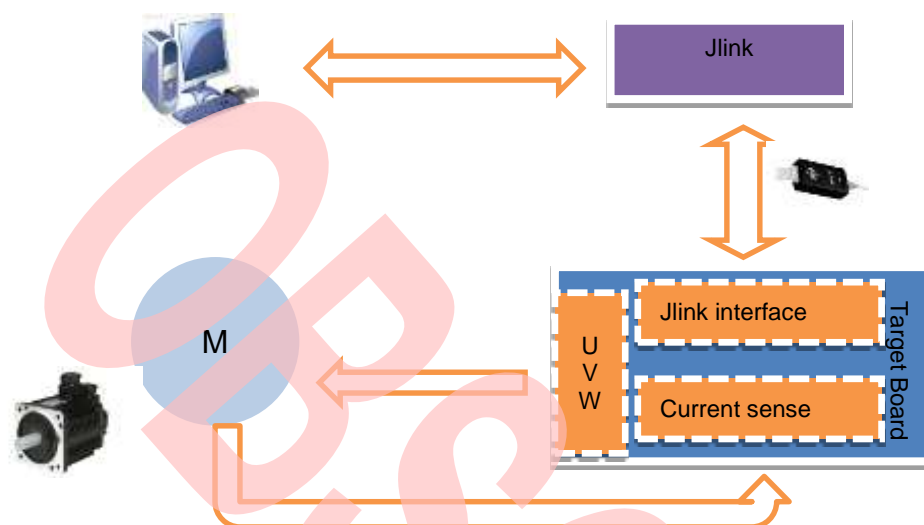 Jlink
M
U
V
W
Jlink interface
Current sense
Target Board